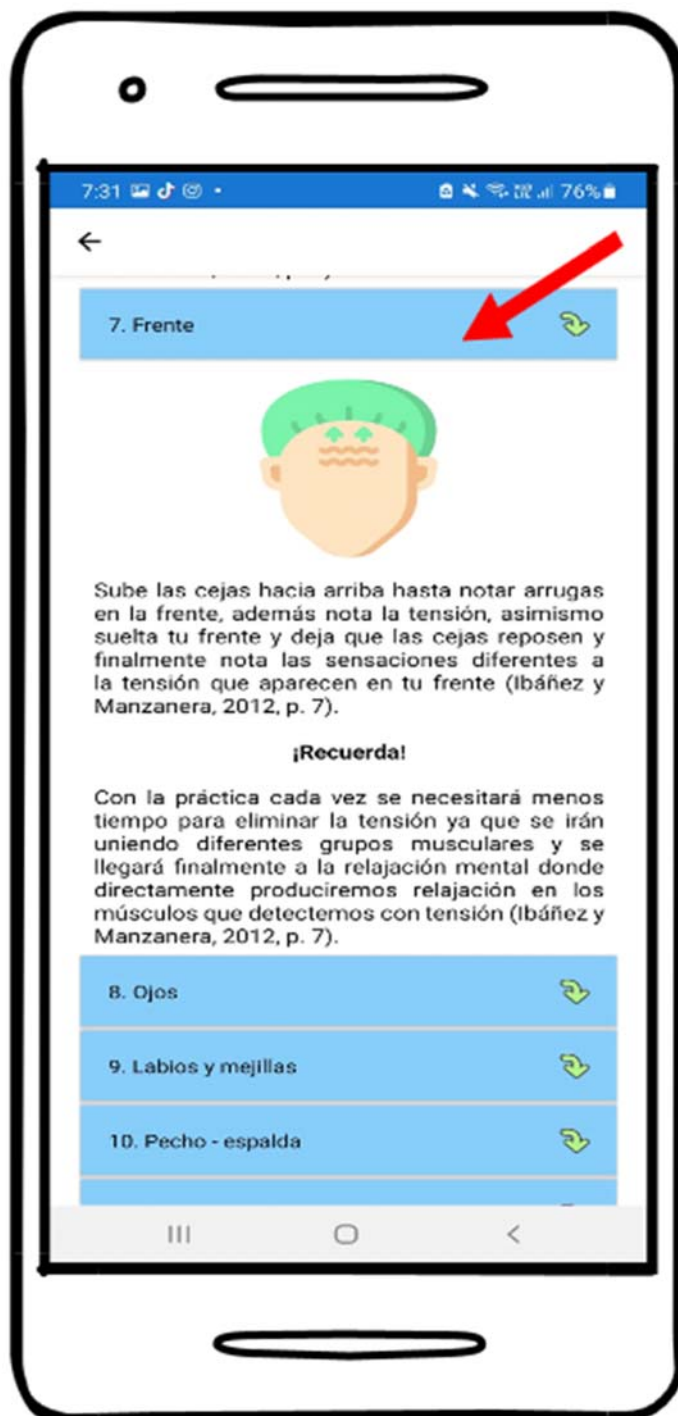 7:31
76%
7. Frente
Sube las cejas hacia arriba hasta notar arrugas
en la frente, además nota la tensión, asimismo
suelta tu frente y deja que las cejas reposen y
finalmente nota las sensaciones diferentes a
la tensión que aparecen en tu frente (Ibáñez y
Manzanera, 2012, p. 7).
¡Recuerda!
Con la práctica cada vez se necesitará menos
tiempo para eliminar la tensión ya que se irán
uniendo diferentes grupos musculares y se
llegará finalmente a la relajación mental donde
directamente produciremos relajación en los
músculos que detectemos con tensión (Ibáñez y
Manzanera, 2012, p. 7).
8. Ojos
9. Labios y mejillas
10. Pecho - espalda